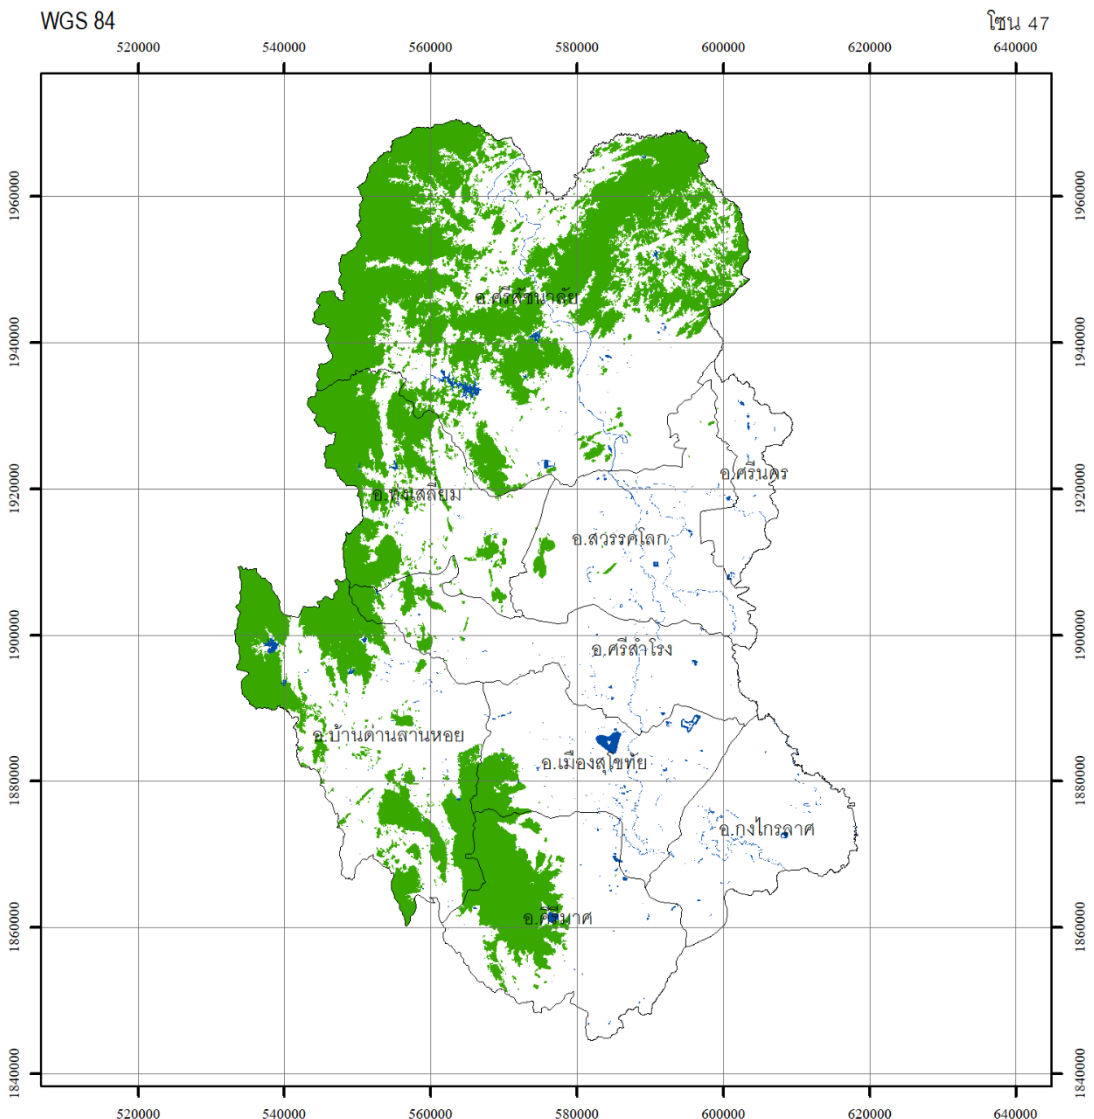 WGS 84
โซน 47
520000 540000 560000 580000 600000 620000 640000
1960000 1960000
อ.ศรีสัชนาลัย
1940000 1940000
อ.ศรีนคร
1920000 1920000
อ.ทุ่งเสลี่ยม
อ.สวรรคโลก
1900000 1900000
อ.ศรีสำโรง
อ.บ้านด่านลานหอย
อ.เมืองสุโขทัย
1880000 1880000
อ.กงไกรลาศ
อ.คีรีมาศ
1860000 1860000
1840000 1840000
520000 540000 560000 580000 600000 620000 640000